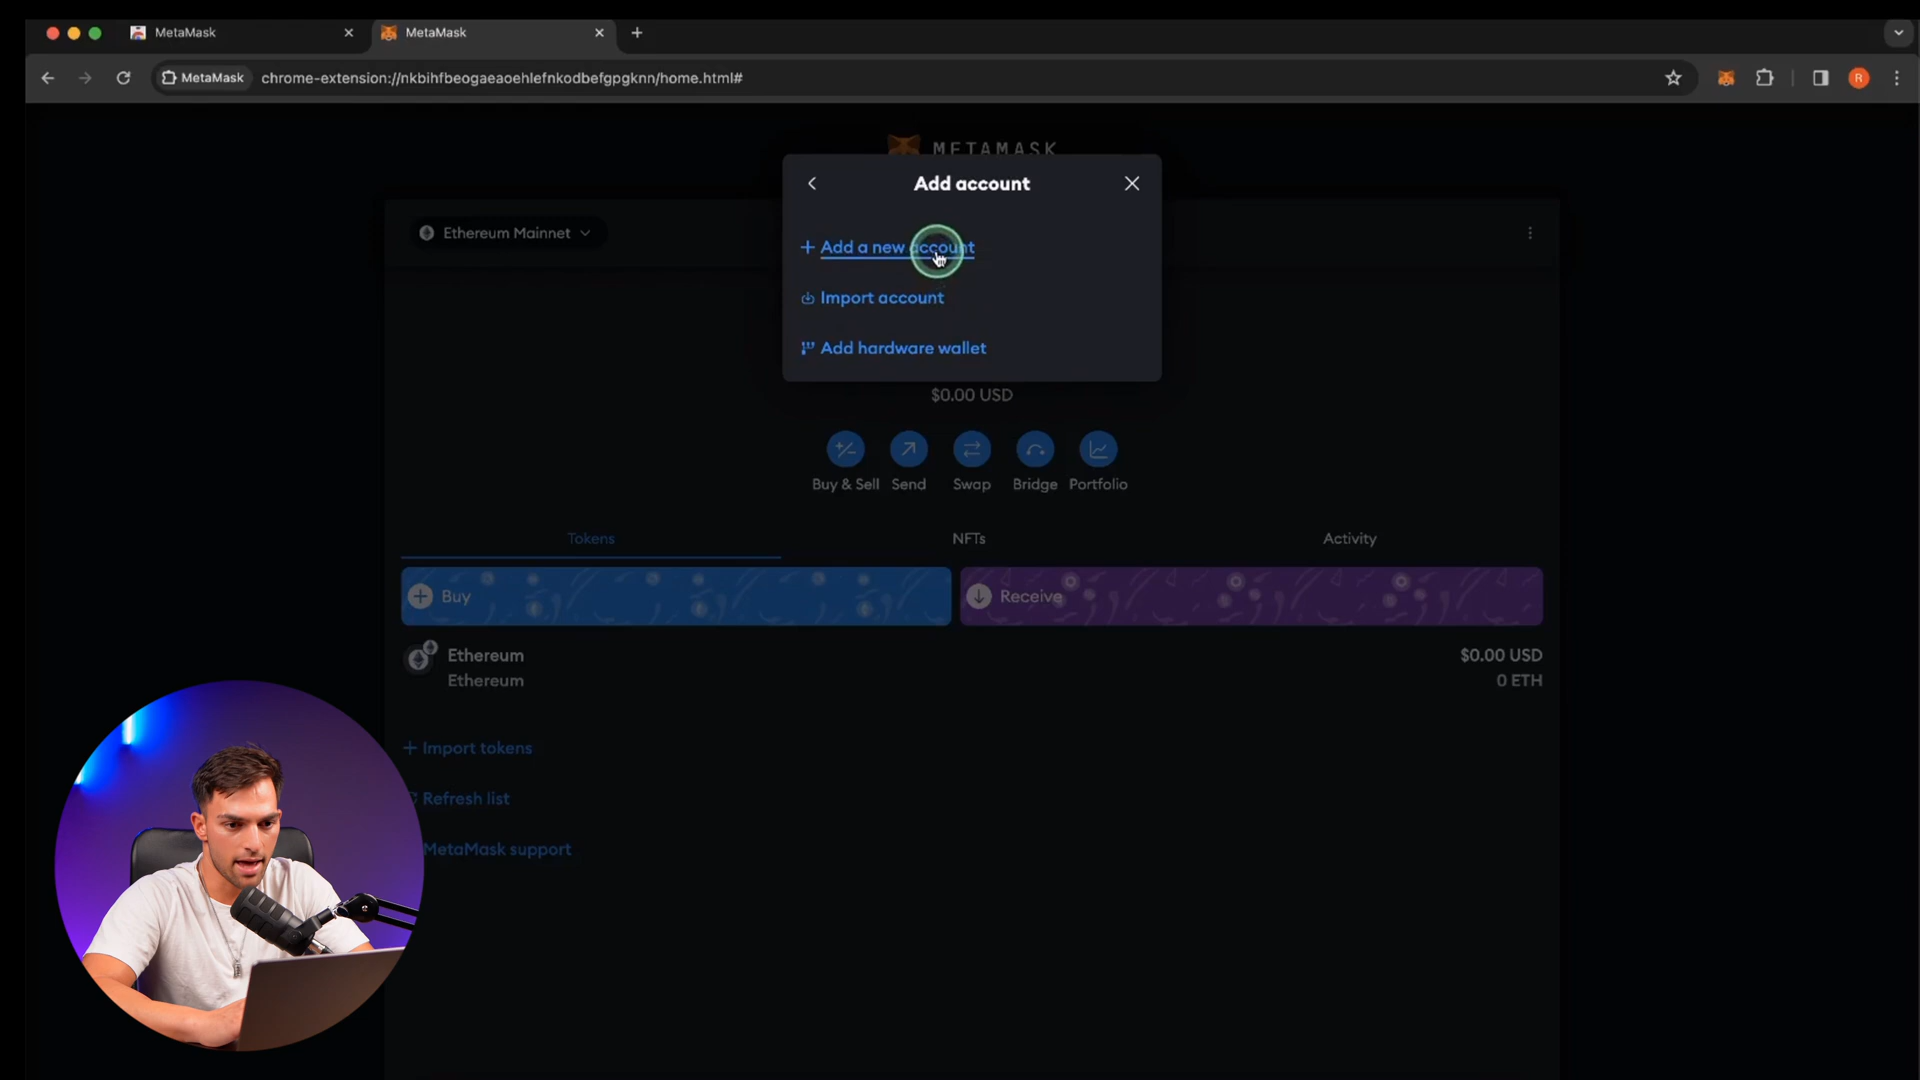 MetaMask
MetaMask
MetaMask
chrome-extension://nkbihfbeogaeaoehlefnkodbefgpgknn/home.html#
R
METAMASK
Add account
Ethereum Mainnet
Add a new account
Import account
Add hardware wallet
$0.00 USD
Buy & Sell
Send
Swap
Bridge
Portfolio
Tokens
NFTs
Activity
Buy
Receive
Ethereum
$0.00 USD
Ethereum
0 ETH
Import tokens
Refresh list
MetaMask support